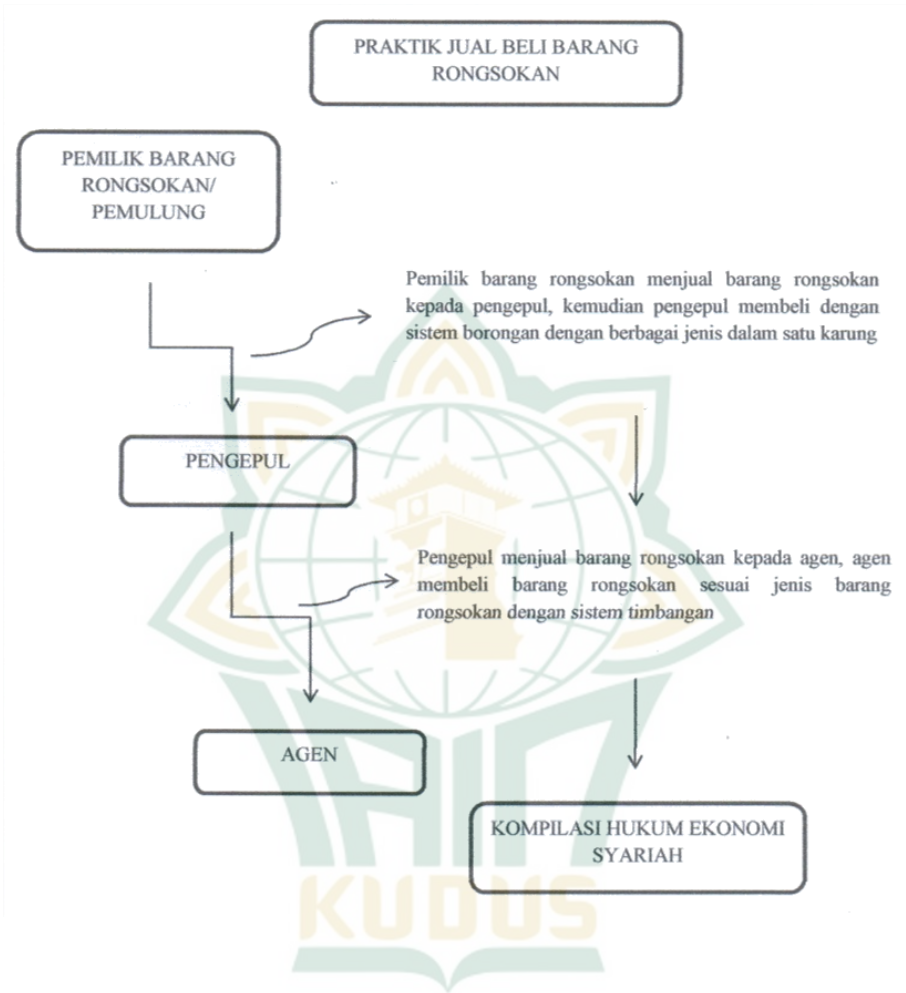 PRAKTIK JUAL BELI BARANG
RONGSOKAN
PEMILIK BARANG
RONGSOKAN/
PEMULUNG
Pemilik barang rongsokan menjual barang rongsokan
kepada pengepul, kemudian pengepul membeli dengan
sistem borongan dengan berbagai jenis dalam satu karung
PENGEPUL
Pengepul menjual barang rongsokan kepada agen, agen
membeli barang rongsokan sesuai jenis barang
rongsokan dengan sistem timbangan
AGEN
KOMPILASI HUKUM EKONOMI
SYARIAH
IAIN
KUDUS